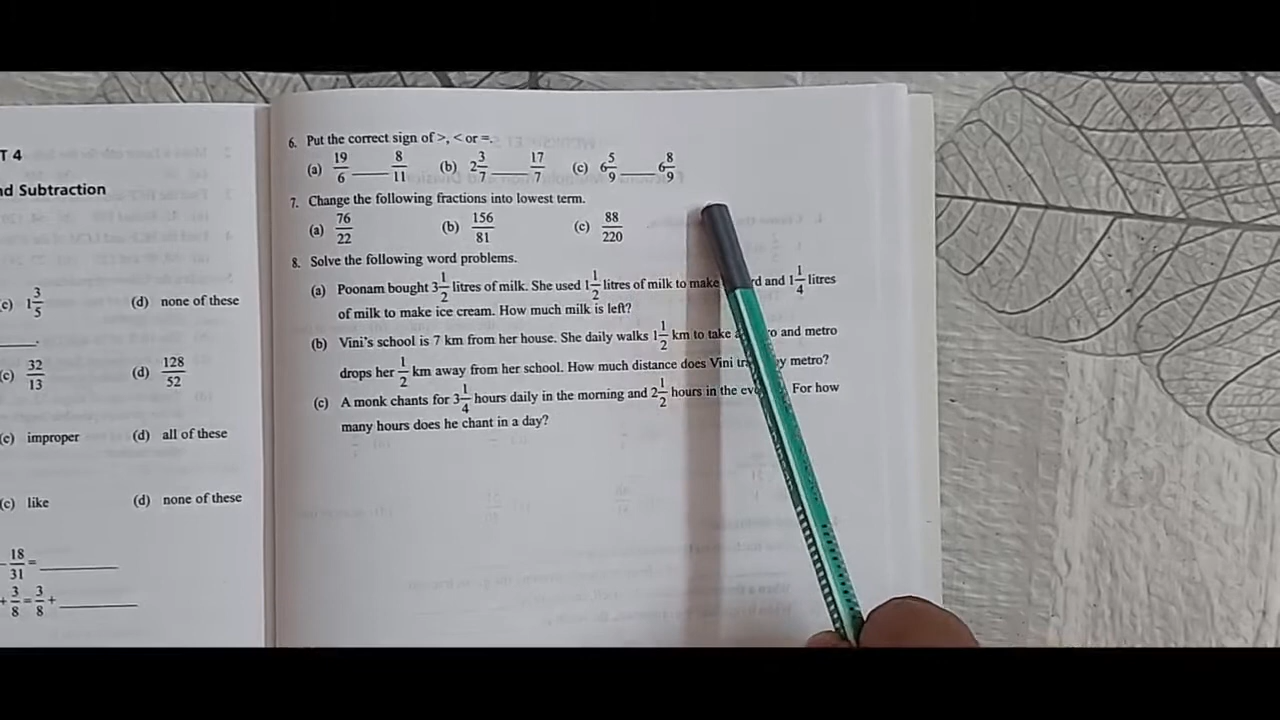 T 4
nd Subtraction
(c) 1 3/5 (d) none of these
____.
(c) 32/13 (d) 128/52
(c) improper (d) all of these
(c) like (d) none of these
- 18/31 = ____
+ 3/8 = 3/8 + ____
6. Put the correct sign of >, < or =.
(a) 19/6 ____ 8/11 (b) 2 3/7 ____ 17/7 (c) 6 5/9 ____ 6 8/9
7. Change the following fractions into lowest term.
(a) 76/22 (b) 156/81 (c) 88/220
8. Solve the following word problems.
(a) Poonam bought 3 1/2 litres of milk. She used 1 1/2 litres of milk to make and 1 1/4 litres
of milk to make ice cream. How much milk is left?
(b) Vini's school is 7 km from her house. She daily walks 1 1/2 km to take and metro
drops her 1/2 km away from her school. How much distance does Vini metro?
(c) A monk chants for 3 1/4 hours daily in the morning and 2 1/2 hours in the For how
many hours does he chant in a day?